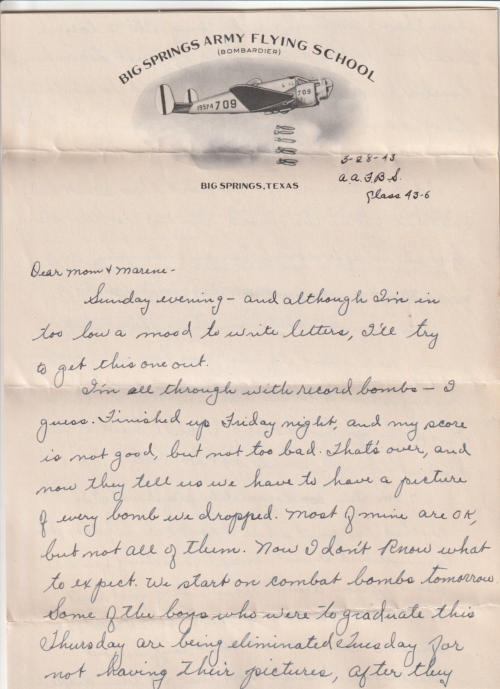 BIG SPRINGS ARMY FLYING SCHOOL
(BOMBARDIER)
19574 709
709
BIG SPRINGS, TEXAS
3-28-43
A.A.F.B.S.
Class 43-6
Dear Mom & Marene -
Sunday evening - and although I'm in
too low a mood to write letters, I'll try
to get this one out.
I'm all through with record bombs - I
guess. Finished up Friday night, and my score
is not good, but not too bad. That's over, and
now they tell us we have to have a picture
of every bomb we dropped. Most of mine are OK,
but not all of them. Now I don't know what
to expect. We start on combat bombs tomorrow
Some of the boys who were to graduate this
Thursday are being eliminated Tuesday for
not having their pictures, after they